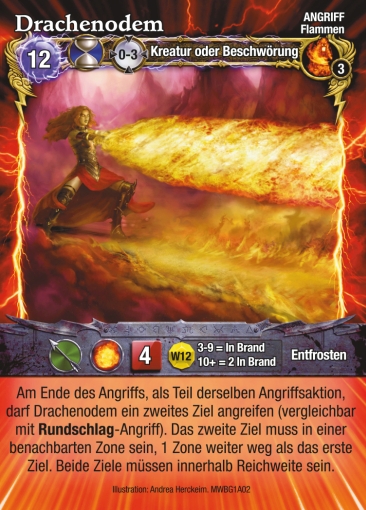 Drachenodem
ANGRIFF
Flammen
12
0-3
Kreatur oder Beschwörung
3
4
W12
3-9 = In Brand
10+ = 2 In Brand
Entfrosten
Am Ende des Angriffs, als Teil derselben Angriffsaktion,
darf Drachenodem ein zweites Ziel angreifen (vergleichbar
mit Rundschlag-Angriff). Das zweite Ziel muss in einer
benachbarten Zone sein, 1 Zone weiter weg als das erste
Ziel. Beide Ziele müssen innerhalb Reichweite sein.
Illustration: Andrea Herckeim. MWBG1A02